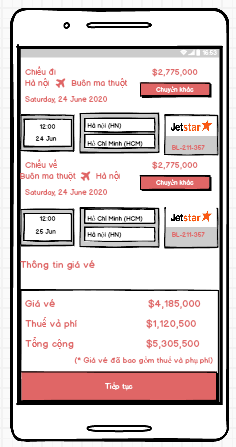 Chiều đi
$2,775,000
Hà nội Buôn ma thuột
Chuyến khác
Saturday, 24 June 2020
12:00
24 Jun
Hà nội (HN)
Hồ Chí Minh (HCM)
Jetstar
BL-211-357
Chiều về
$2,775,000
Buôn ma thuột Hà nội
Chuyến khác
Saturday, 24 June 2020
12:00
25 Jun
Hồ Chí Minh (HCM)
Hà nội (HN)
Jetstar
BL-211-357
Thông tin giá vé
Giá vé $4,185,000
Thuế và phí $1,120,500
Tổng cộng $5,305,500
(* Giá vé đã bao gồm thuế và phụ phí)
Tiếp tục